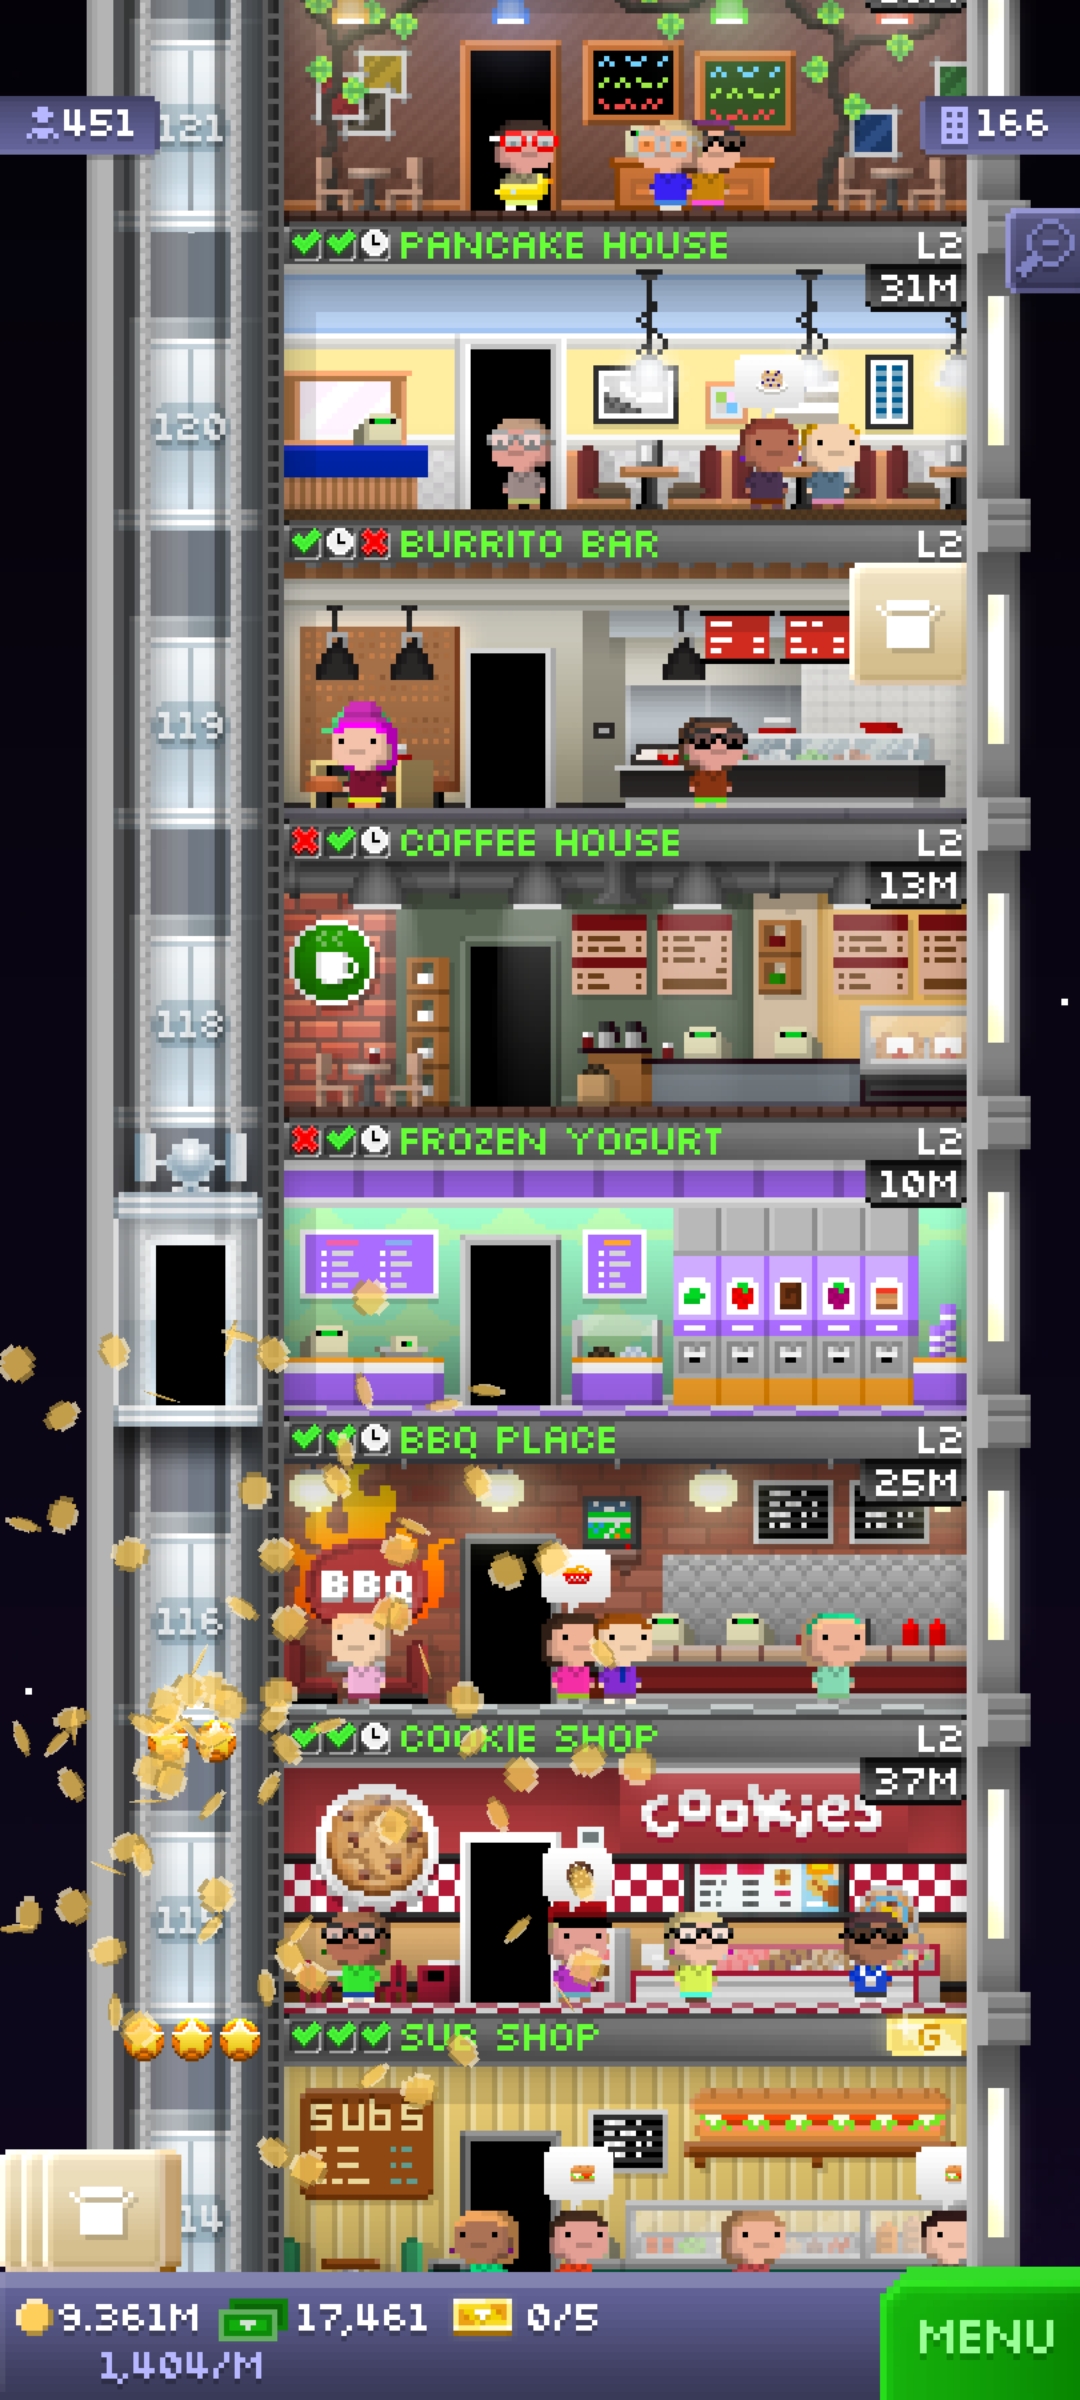 451
121
166
PANCAKE HOUSE L2
31M
120
BURRITO BAR L2
119
COFFEE HOUSE L2
13M
118
FROZEN YOGURT L2
10M
BBQ PLACE L2
25M
BBQ
116
COOKIE SHOP L2
37M
COOKies
SUB SHOP G
SUbS
14
9.361M 17,461 0/5
1,404/M
MENU